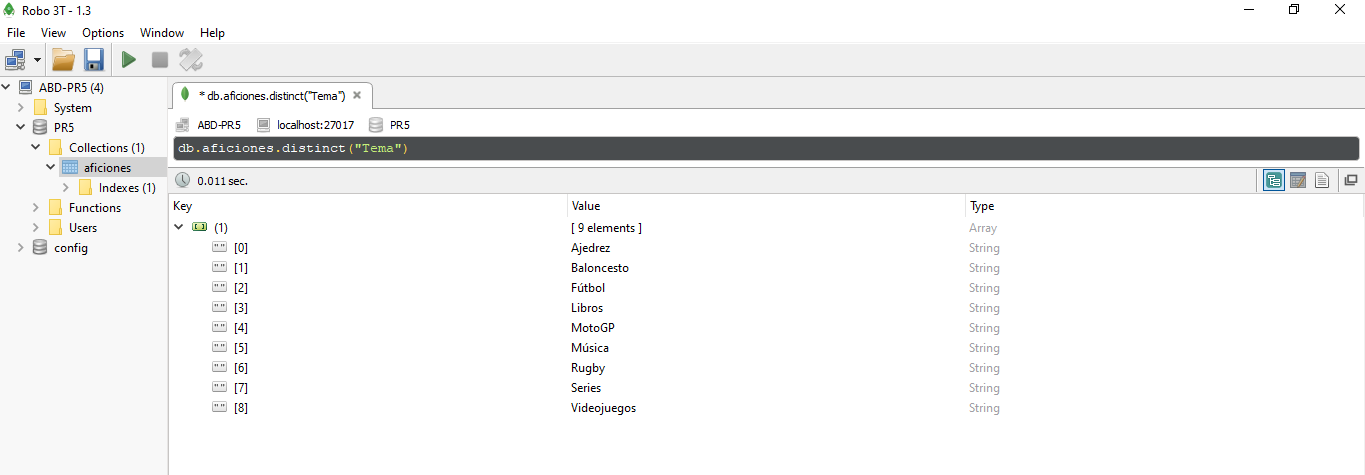 Robo 3T - 1.3
File View Options Window Help
ABD-PR5 (4)
System
PR5
Collections (1)
aficiones
Indexes (1)
Functions
Users
config
* db.aficiones.distinct("Tema")
ABD-PR5 localhost:27017 PR5
db.aficiones.distinct("Tema")
0.011 sec.
Key Value Type
(1) [ 9 elements ] Array
" " [0] Ajedrez String
" " [1] Baloncesto String
" " [2] Fútbol String
" " [3] Libros String
" " [4] MotoGP String
" " [5] Música String
" " [6] Rugby String
" " [7] Series String
" " [8] Videojuegos String